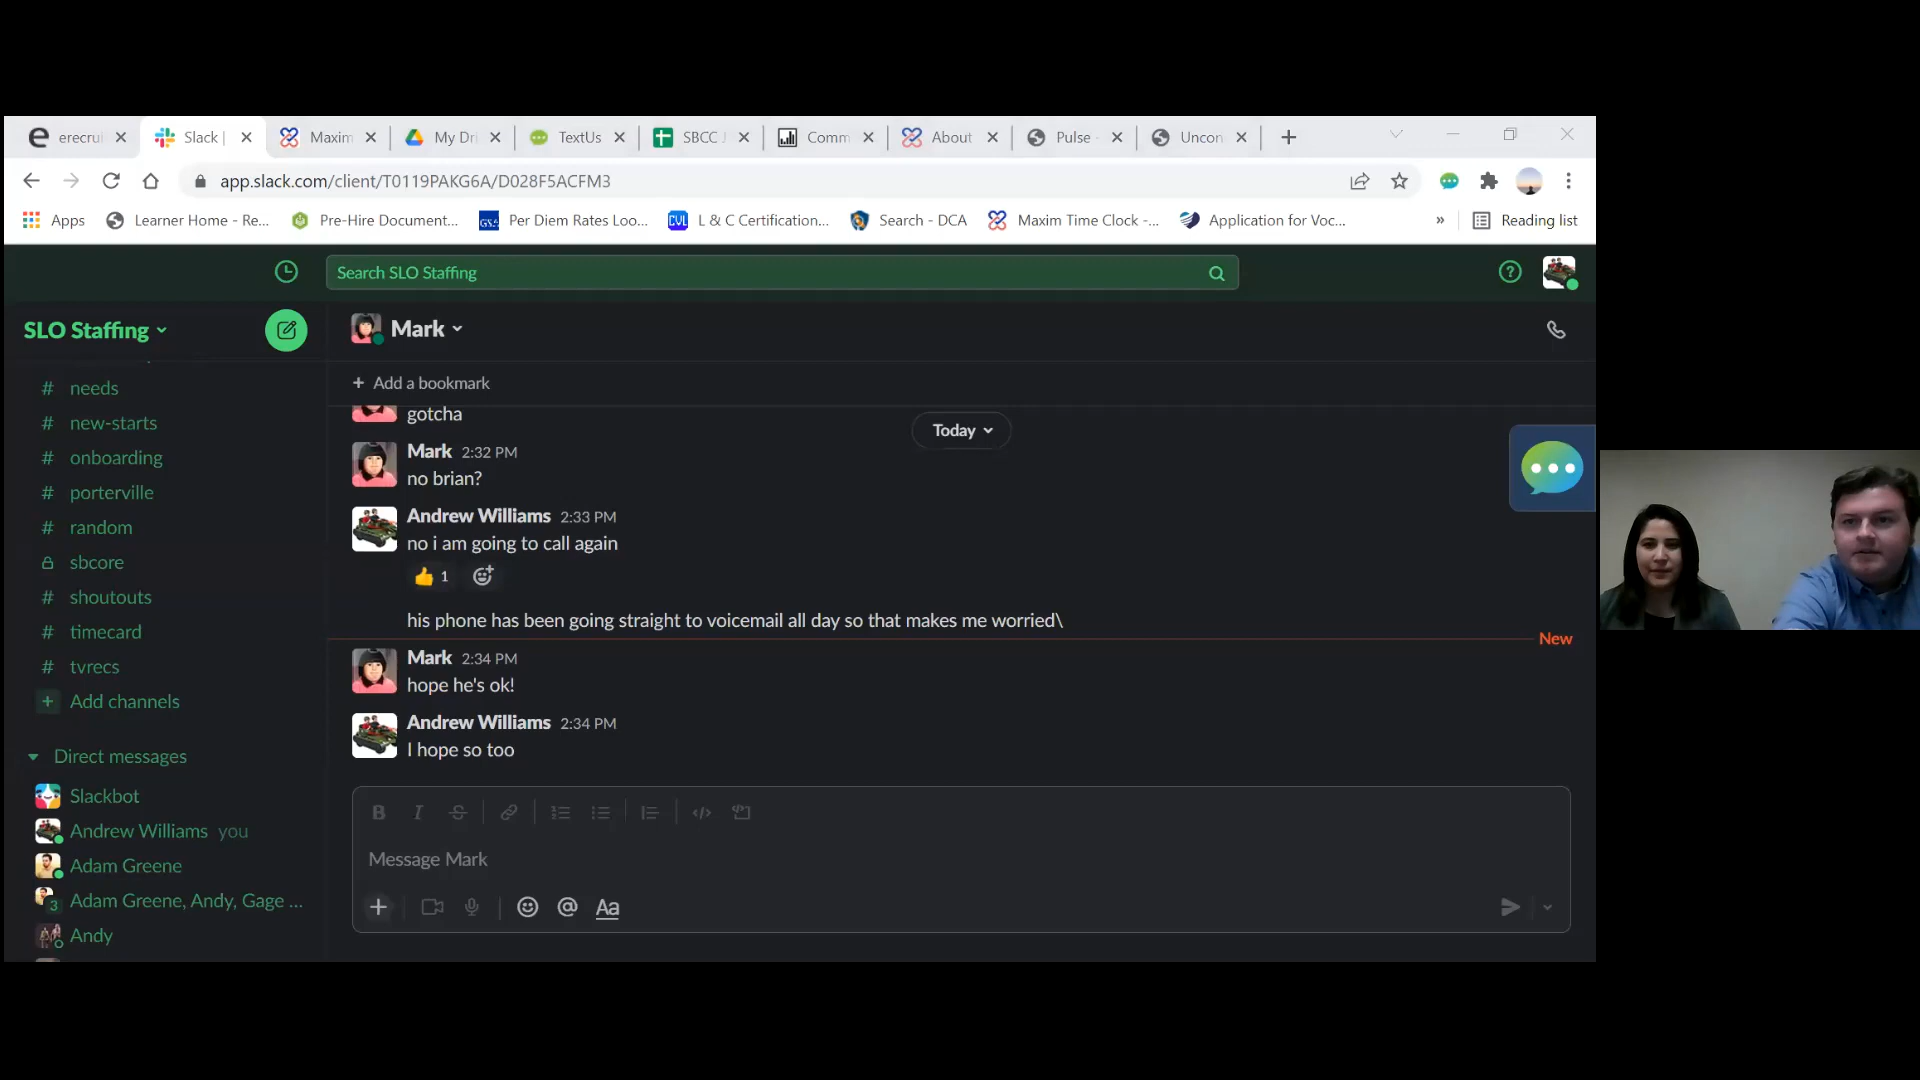 erecrui
Slack |
Maxim
My Dri
TextUs
SBCC J
Comm
About
Pulse -
Uncon
app.slack.com/client/T0119PAKG6A/D028F5ACFM3
Apps
Learner Home - Re...
Pre-Hire Document...
GSA
Per Diem Rates Loo...
CVL
L & C Certification...
Search - DCA
Maxim Time Clock -...
Application for Voc...
»
Reading list
Search SLO Staffing
SLO Staffing
Mark
# needs
Add a bookmark
# new-starts
gotcha
Today
# onboarding
Mark 2:32 PM
no brian?
# porterville
Andrew Williams 2:33 PM
# random
no i am going to call again
sbcore
1
# shoutouts
his phone has been going straight to voicemail all day so that makes me worried\
# timecard
New
# tvrecs
Mark 2:34 PM
hope he's ok!
Add channels
Andrew Williams 2:34 PM
I hope so too
Direct messages
Slackbot
Andrew Williams you
Adam Greene
3 Adam Greene, Andy, Gage ...
Andy
Message Mark
Aa